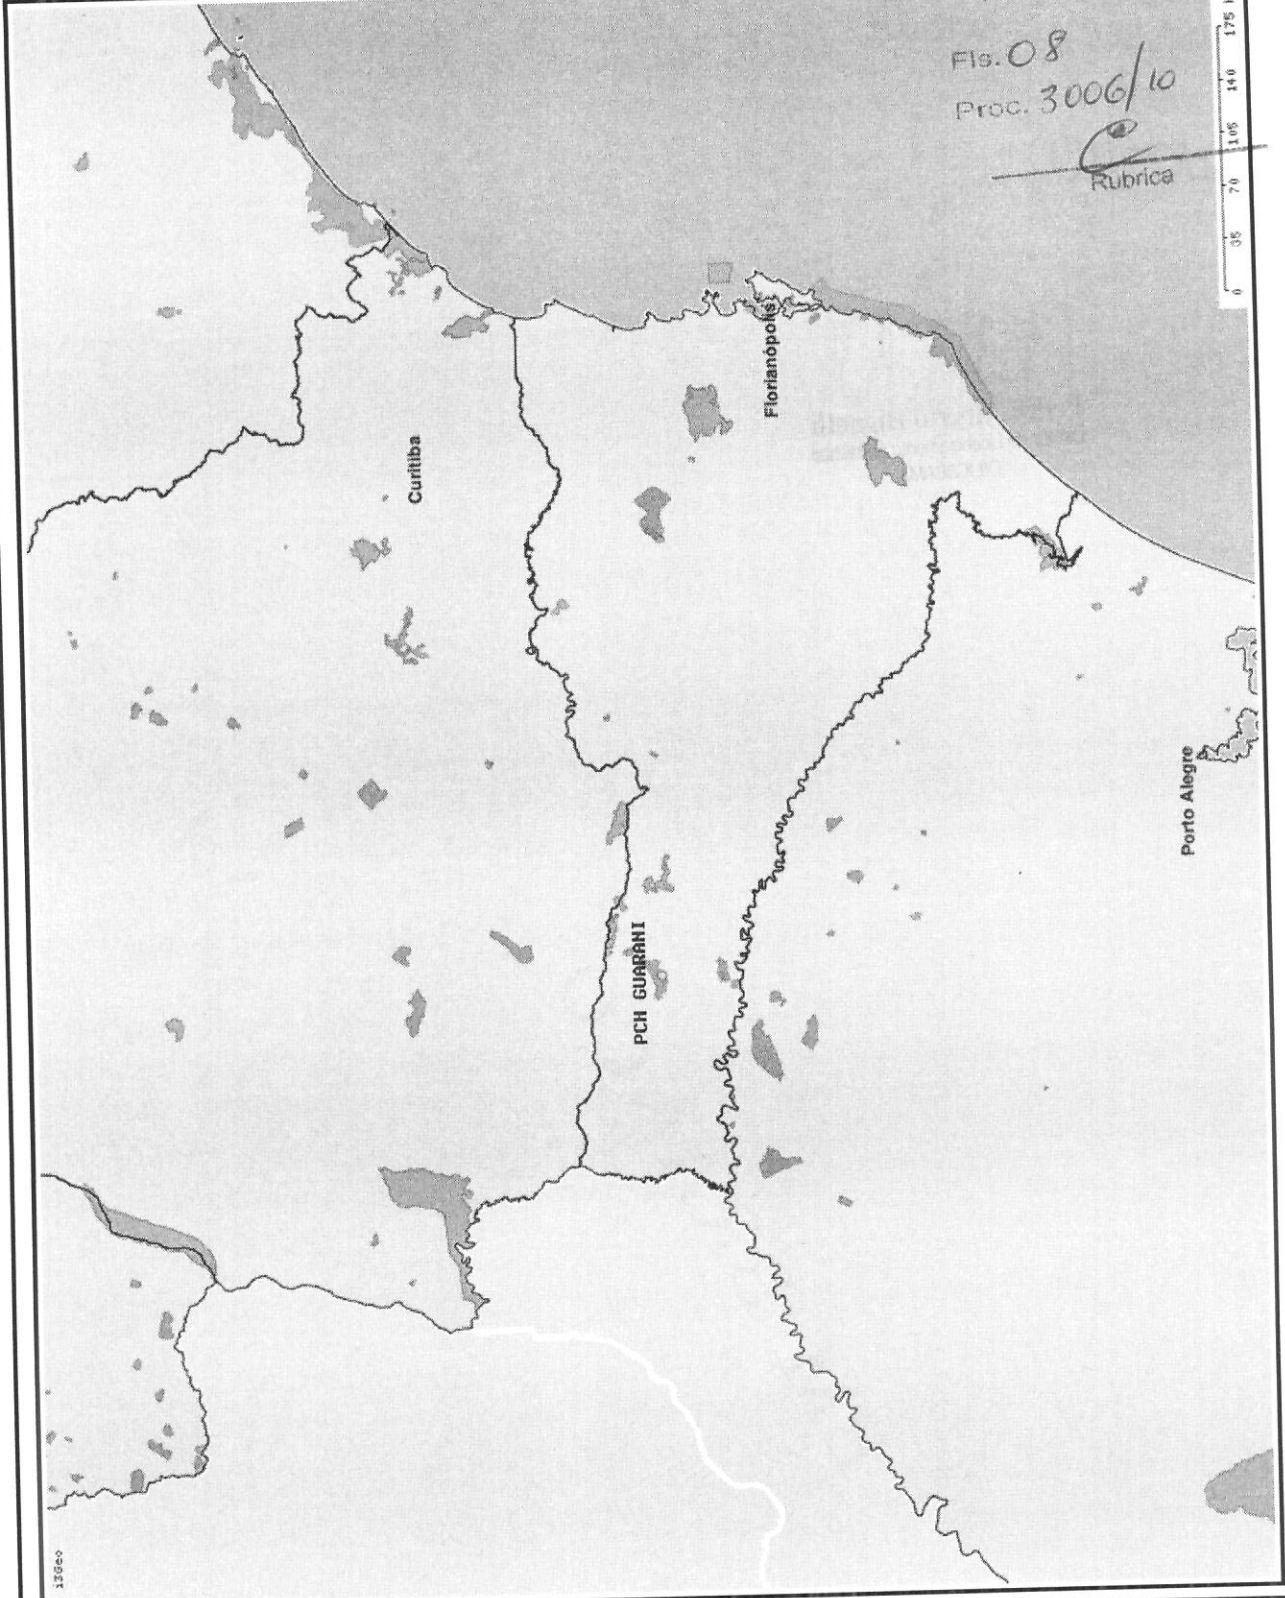 Fls. 08
Proc. 3006/10
Rubrica
0 35 70 105 140 175
Curitiba
Florianópolis
PCH GUARANI
Porto Alegre
i3Geo